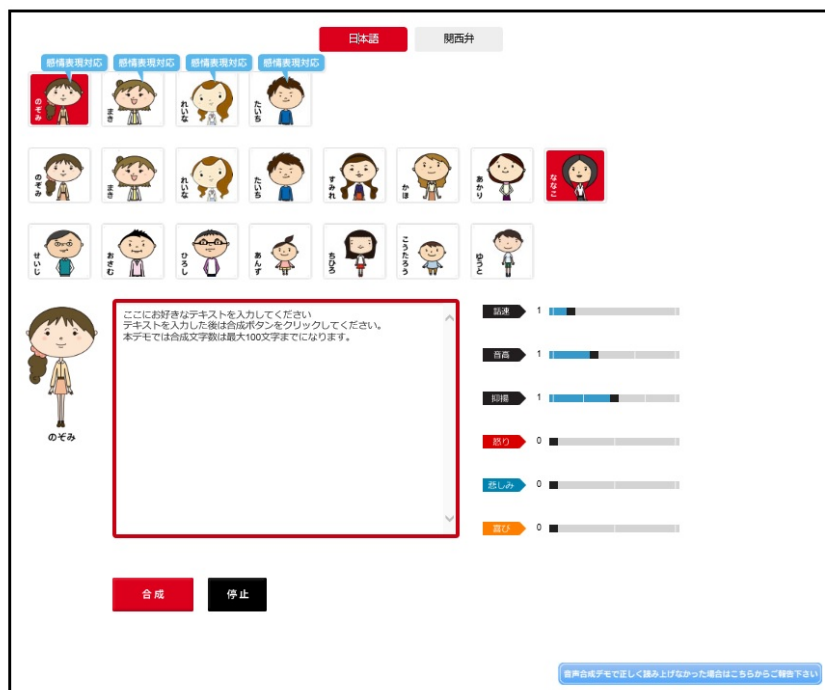 日本語
関西弁
感情表現対応
感情表現対応
感情表現対応
感情表現対応
のぞみ
まき
れいな
たいち
のぞみ
まき
れいな
たいち
すみれ
かほ
あかり
ななこ
せいじ
おさむ
ひろし
あんず
ちひろ
こうたろう
ゆうと
ここにお好きなテキストを入力してください
テキストを入力した後は合成ボタンをクリックしてください。
本デモでは合成文字数は最大100文字までになります。
のぞみ
話速 1
音高 1
抑揚 1
怒り 0
悲しみ 0
喜び 0
合成
停止
音声合成デモで正しく読み上げなかった場合はこちらからご報告下さい